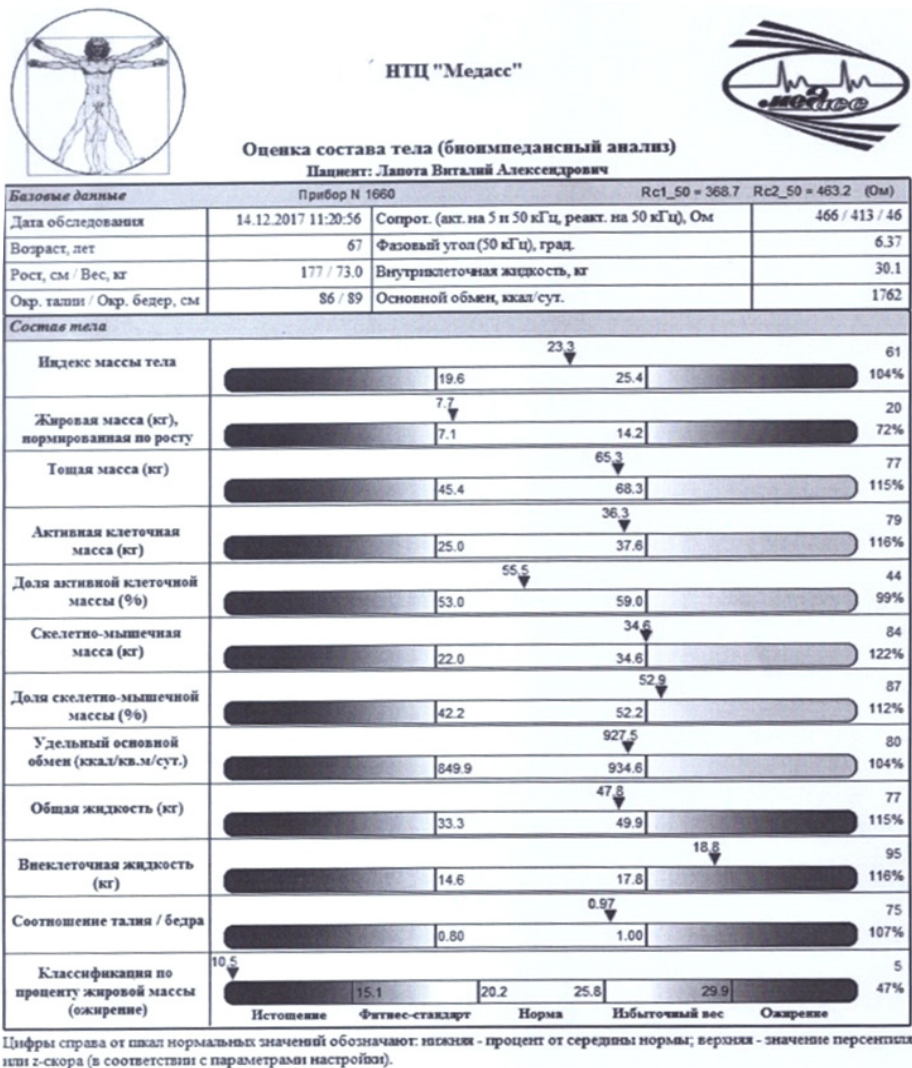 НТЦ "Медасс"
медасс
Оценка состава тела (биоимпедансный анализ)
Пациент: Лапота Виталий Александрович
Базовые данные Прибор N 1660 Rc1_50 = 368.7 Rc2_50 = 463.2 (Ом)
Дата обследования 14.12.2017 11:20:56 Сопрот. (акт. на 5 и 50 кГц, реакт. на 50 кГц), Ом 466 / 413 / 46
Возраст, лет 67 Фазовый угол (50 кГц), град. 6.37
Рост, см / Вес, кг 177 / 73.0 Внутриклеточная жидкость, кг 30.1
Окр. талии / Окр. бедер, см 86 / 89 Основной обмен, ккал/сут. 1762
Состав тела
Индекс массы тела
23.3
61
19.6 25.4 104%
Жировая масса (кг),
нормированная по росту
7.7
20
7.1 14.2 72%
Тощая масса (кг)
65.3
77
45.4 68.3 115%
Активная клеточная
масса (кг)
36.3
79
25.0 37.6 116%
Доля активной клеточной
массы (%)
55.5
44
53.0 59.0 99%
Скелетно-мышечная
масса (кг)
34.6
84
22.0 34.6 122%
Доля скелетно-мышечной
массы (%)
52.9
87
42.2 52.2 112%
Удельный основной
обмен (ккал/кв.м/сут.)
927.5
80
849.9 934.6 104%
Общая жидкость (кг)
47.8
77
33.3 49.9 115%
Внеклеточная жидкость
(кг)
18.8
95
14.6 17.8 116%
Соотношение талия / бедра
0.97
75
0.80 1.00 107%
Классификация по
проценту жировой массы
(ожирение)
10.5
5
15.1 20.2 25.8 29.9 47%
Истощение Фитнес-стандарт Норма Избыточный вес Ожирение
Цифры справа от шкал нормальных значений обозначают: нижняя - процент от середины нормы; верхняя - значение персентиля
или z-скора (в соответствии с параметрами настройки).